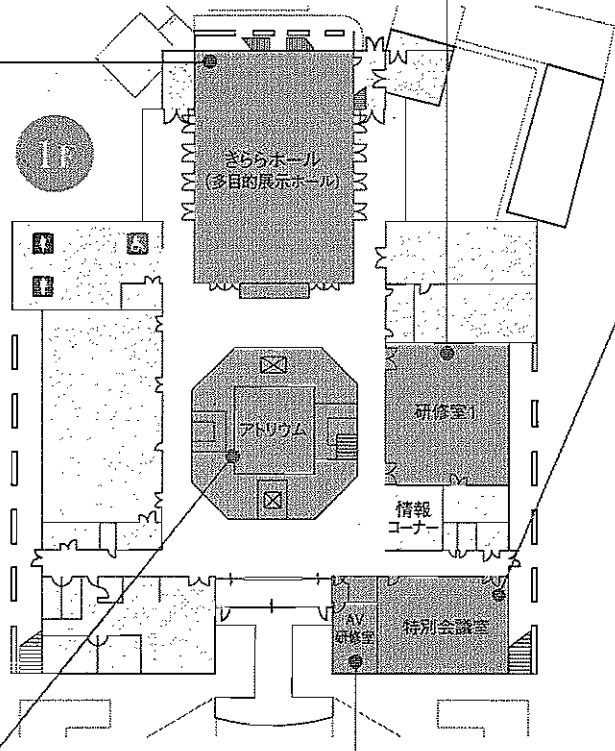 1F
きららホール
(多目的展示ホール)
アトリウム
研修室1
情報
コーナー
AV
研修室
特別会議室